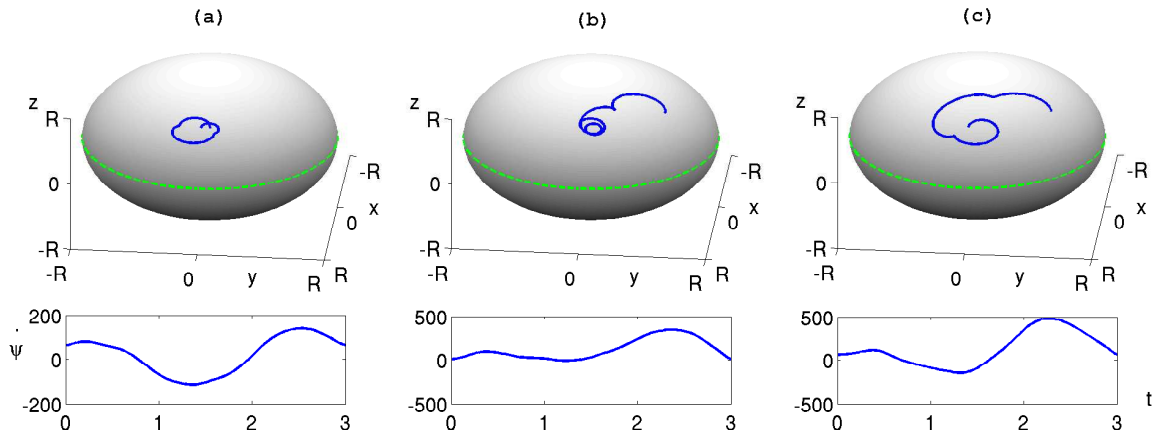 (a) (b) (c)
z z z
R R R
0 0 0
-R -R -R
-R 0 y R R 0 x -R
-R 0 y R R 0 x -R
-R 0 y R R 0 x -R
ψ̇
200
0
-200
0 1 2 3
500
0
-500
0 1 2 3
500
0
-500
0 1 2 3
t